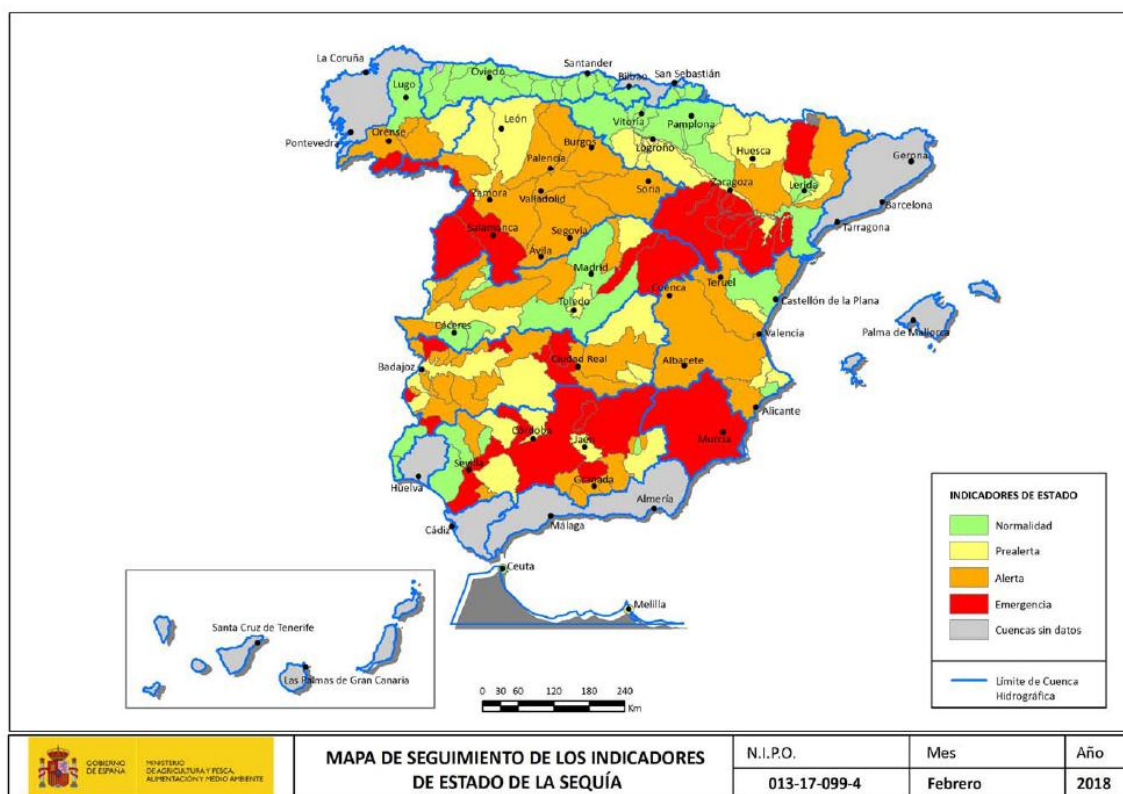 La Coruña
Oviedo
Santander
Bilbao
San Sebastián
Lugo
Vitoria
Pamplona
León
Pontevedra
Orense
Burgos
Logroño
Huesca
Gerona
Palencia
Zamora
Valladolid
Soria
Zaragoza
Lerida
Barcelona
Tarragona
Salamanca
Segovia
Ávila
Madrid
Teruel
Cuenca
Castellón de la Plana
Toledo
Cáceres
Valencia
Palma de Mallorca
Badajoz
Ciudad Real
Albacete
Alicante
Córdoba
Jaén
Murcia
Sevilla
Huelva
Granada
Almería
Cádiz
Málaga
Ceuta
Melilla
Santa Cruz de Tenerife
Las Palmas de Gran Canaria
0 30 60 120 180 240
Km
INDICADORES DE ESTADO
Normalidad
Prealerta
Alerta
Emergencia
Cuencas sin datos
Límite de Cuenca
Hidrográfica
GOBIERNO
DE ESPAÑA
MINISTERIO
DE AGRICULTURA Y PESCA,
ALIMENTACIÓN Y MEDIO AMBIENTE
MAPA DE SEGUIMIENTO DE LOS INDICADORES
DE ESTADO DE LA SEQUÍA
N.I.P.O.
013-17-099-4
Mes
Febrero
Año
2018